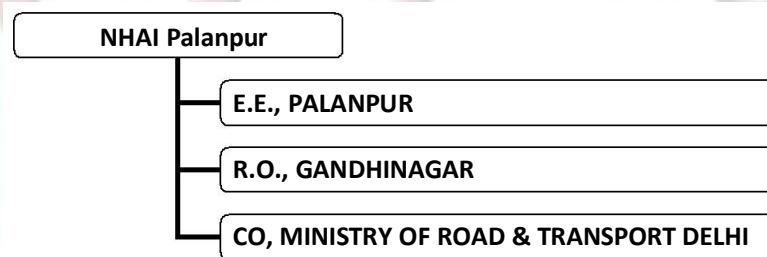 NHAI Palanpur
E.E., PALANPUR
R.O., GANDHINAGAR
CO, MINISTRY OF ROAD & TRANSPORT DELHI